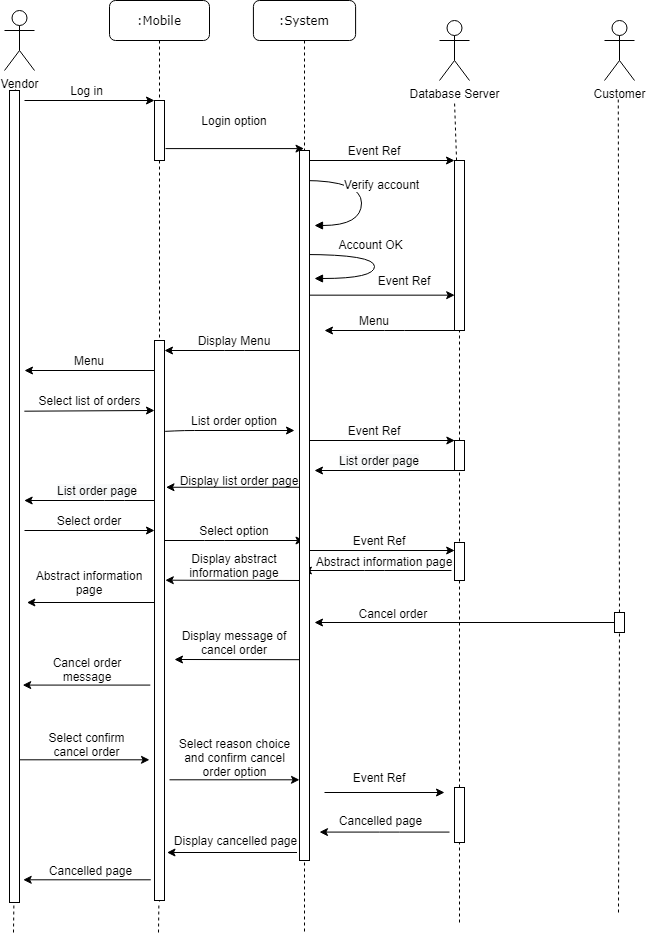 :Mobile
:System
Vendor
Database Server
Customer
Log in
Login option
Event Ref
Verify account
Account OK
Event Ref
Menu
Display Menu
Menu
Select list of orders
List order option
Event Ref
List order page
Display list order page
List order page
Select order
Select option
Event Ref
Abstract information page
Display abstract
information page
Abstract information
page
Cancel order
Display message of
cancel order
Cancel order
message
Select confirm
cancel order
Select reason choice
and confirm cancel
order option
Event Ref
Cancelled page
Display cancelled page
Cancelled page